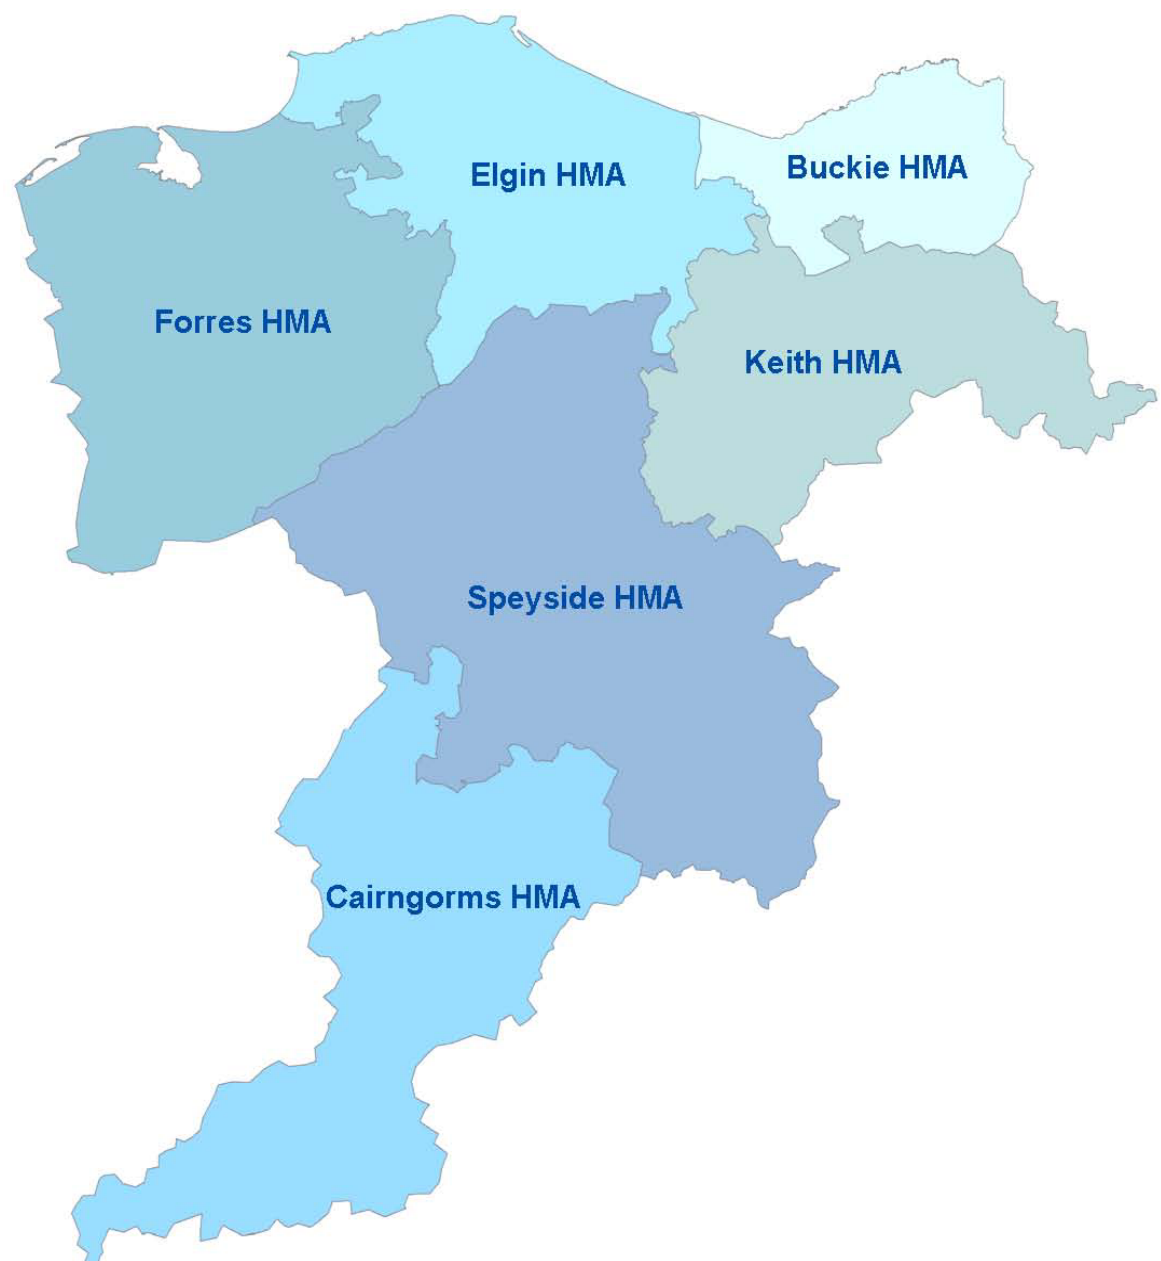 Elgin HMA
Buckie HMA
Forres HMA
Keith HMA
Speyside HMA
Cairngorms HMA